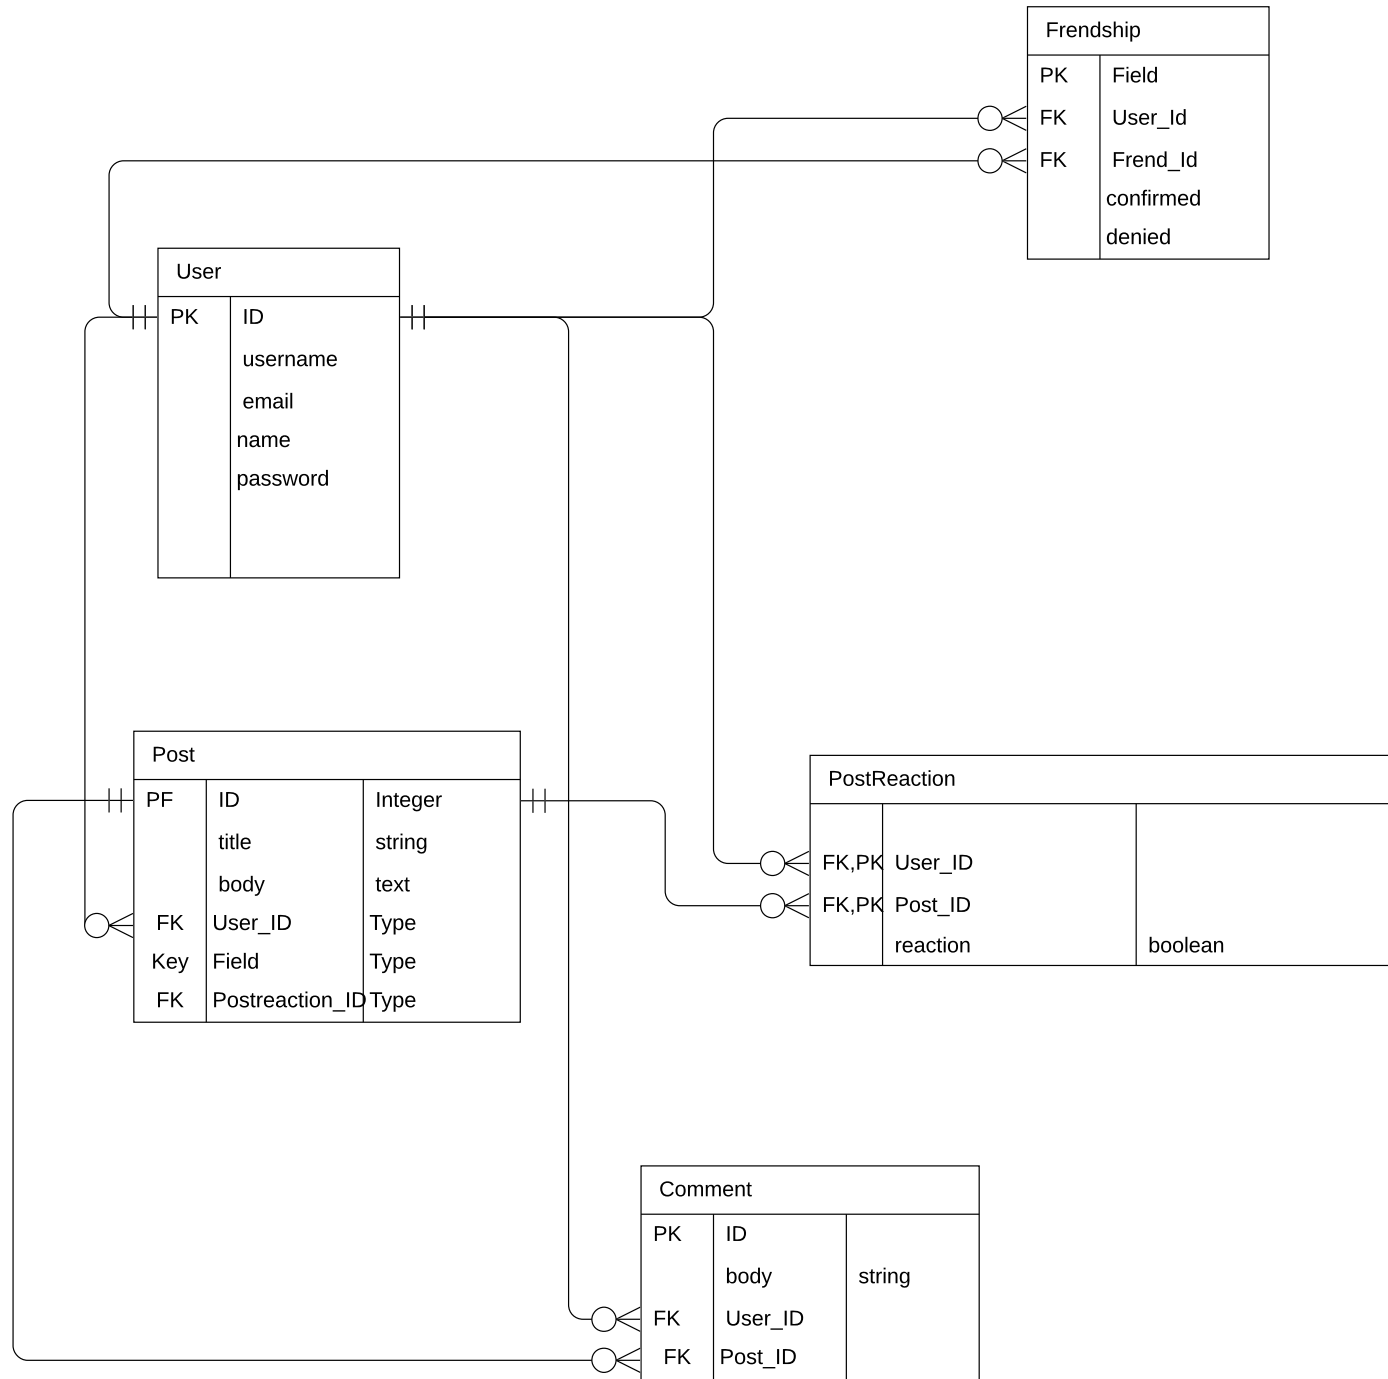 Frendship
PK Field
FK User_Id
FK Frend_Id
confirmed
denied
User
PK ID
username
email
name
password
Post
PF ID Integer
title string
body text
FK User_ID Type
Key Field Type
FK Postreaction_ID Type
PostReaction
FK,PK User_ID
FK,PK Post_ID
reaction boolean
Comment
PK ID
body string
FK User_ID
FK Post_ID